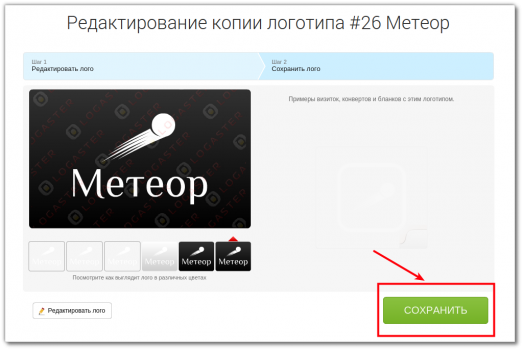 Редактирование копии логотипа #26 Метеор
Шаг 1
Редактировать лого
Шаг 2
Сохранить лого
Примеры визиток, конвертов и бланков с этим логотипом.
Метеор
Метеор
Метеор
Посмотрите как выглядит лого в различных цветах
Редактировать лого
СОХРАНИТЬ